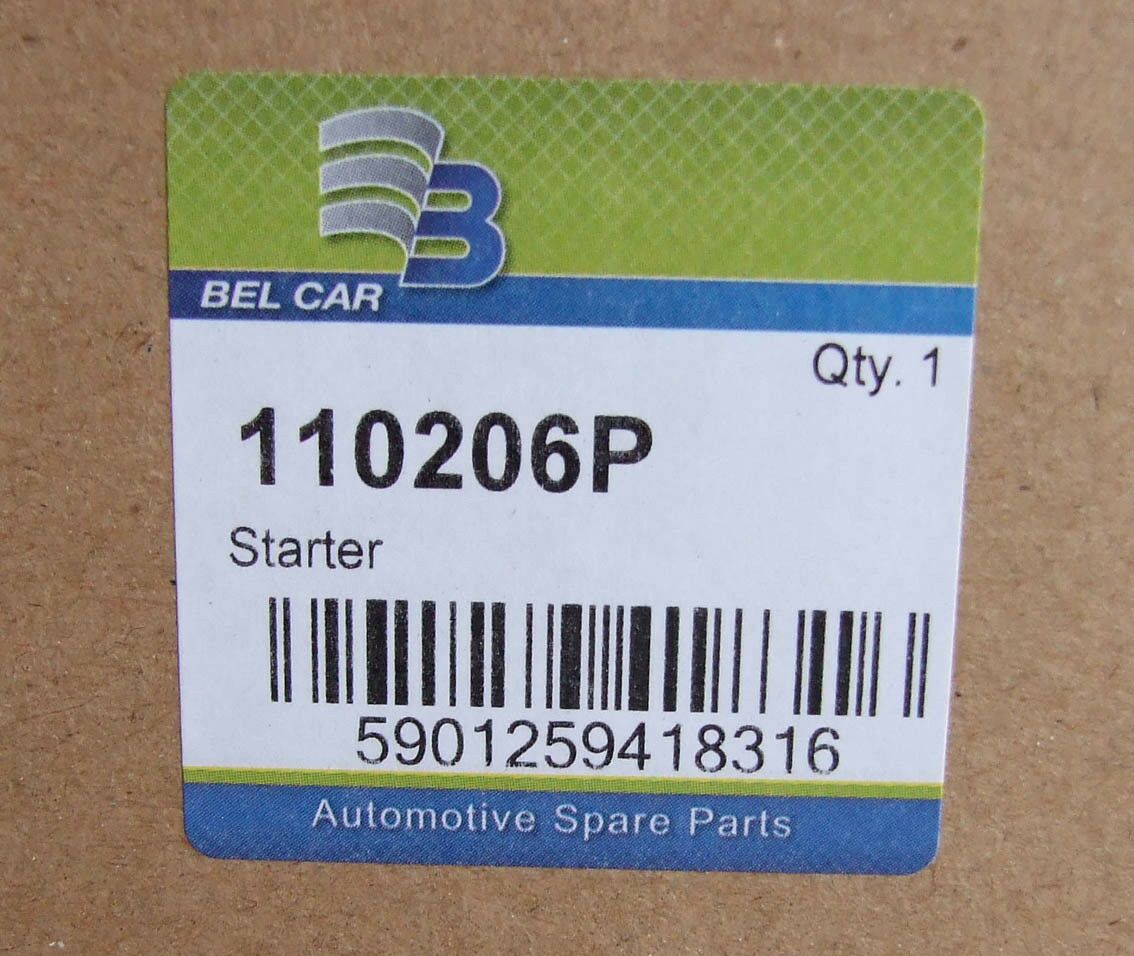 B
BEL CAR
Qty. 1
110206P
Starter
5901259418316
Automotive Spare Parts